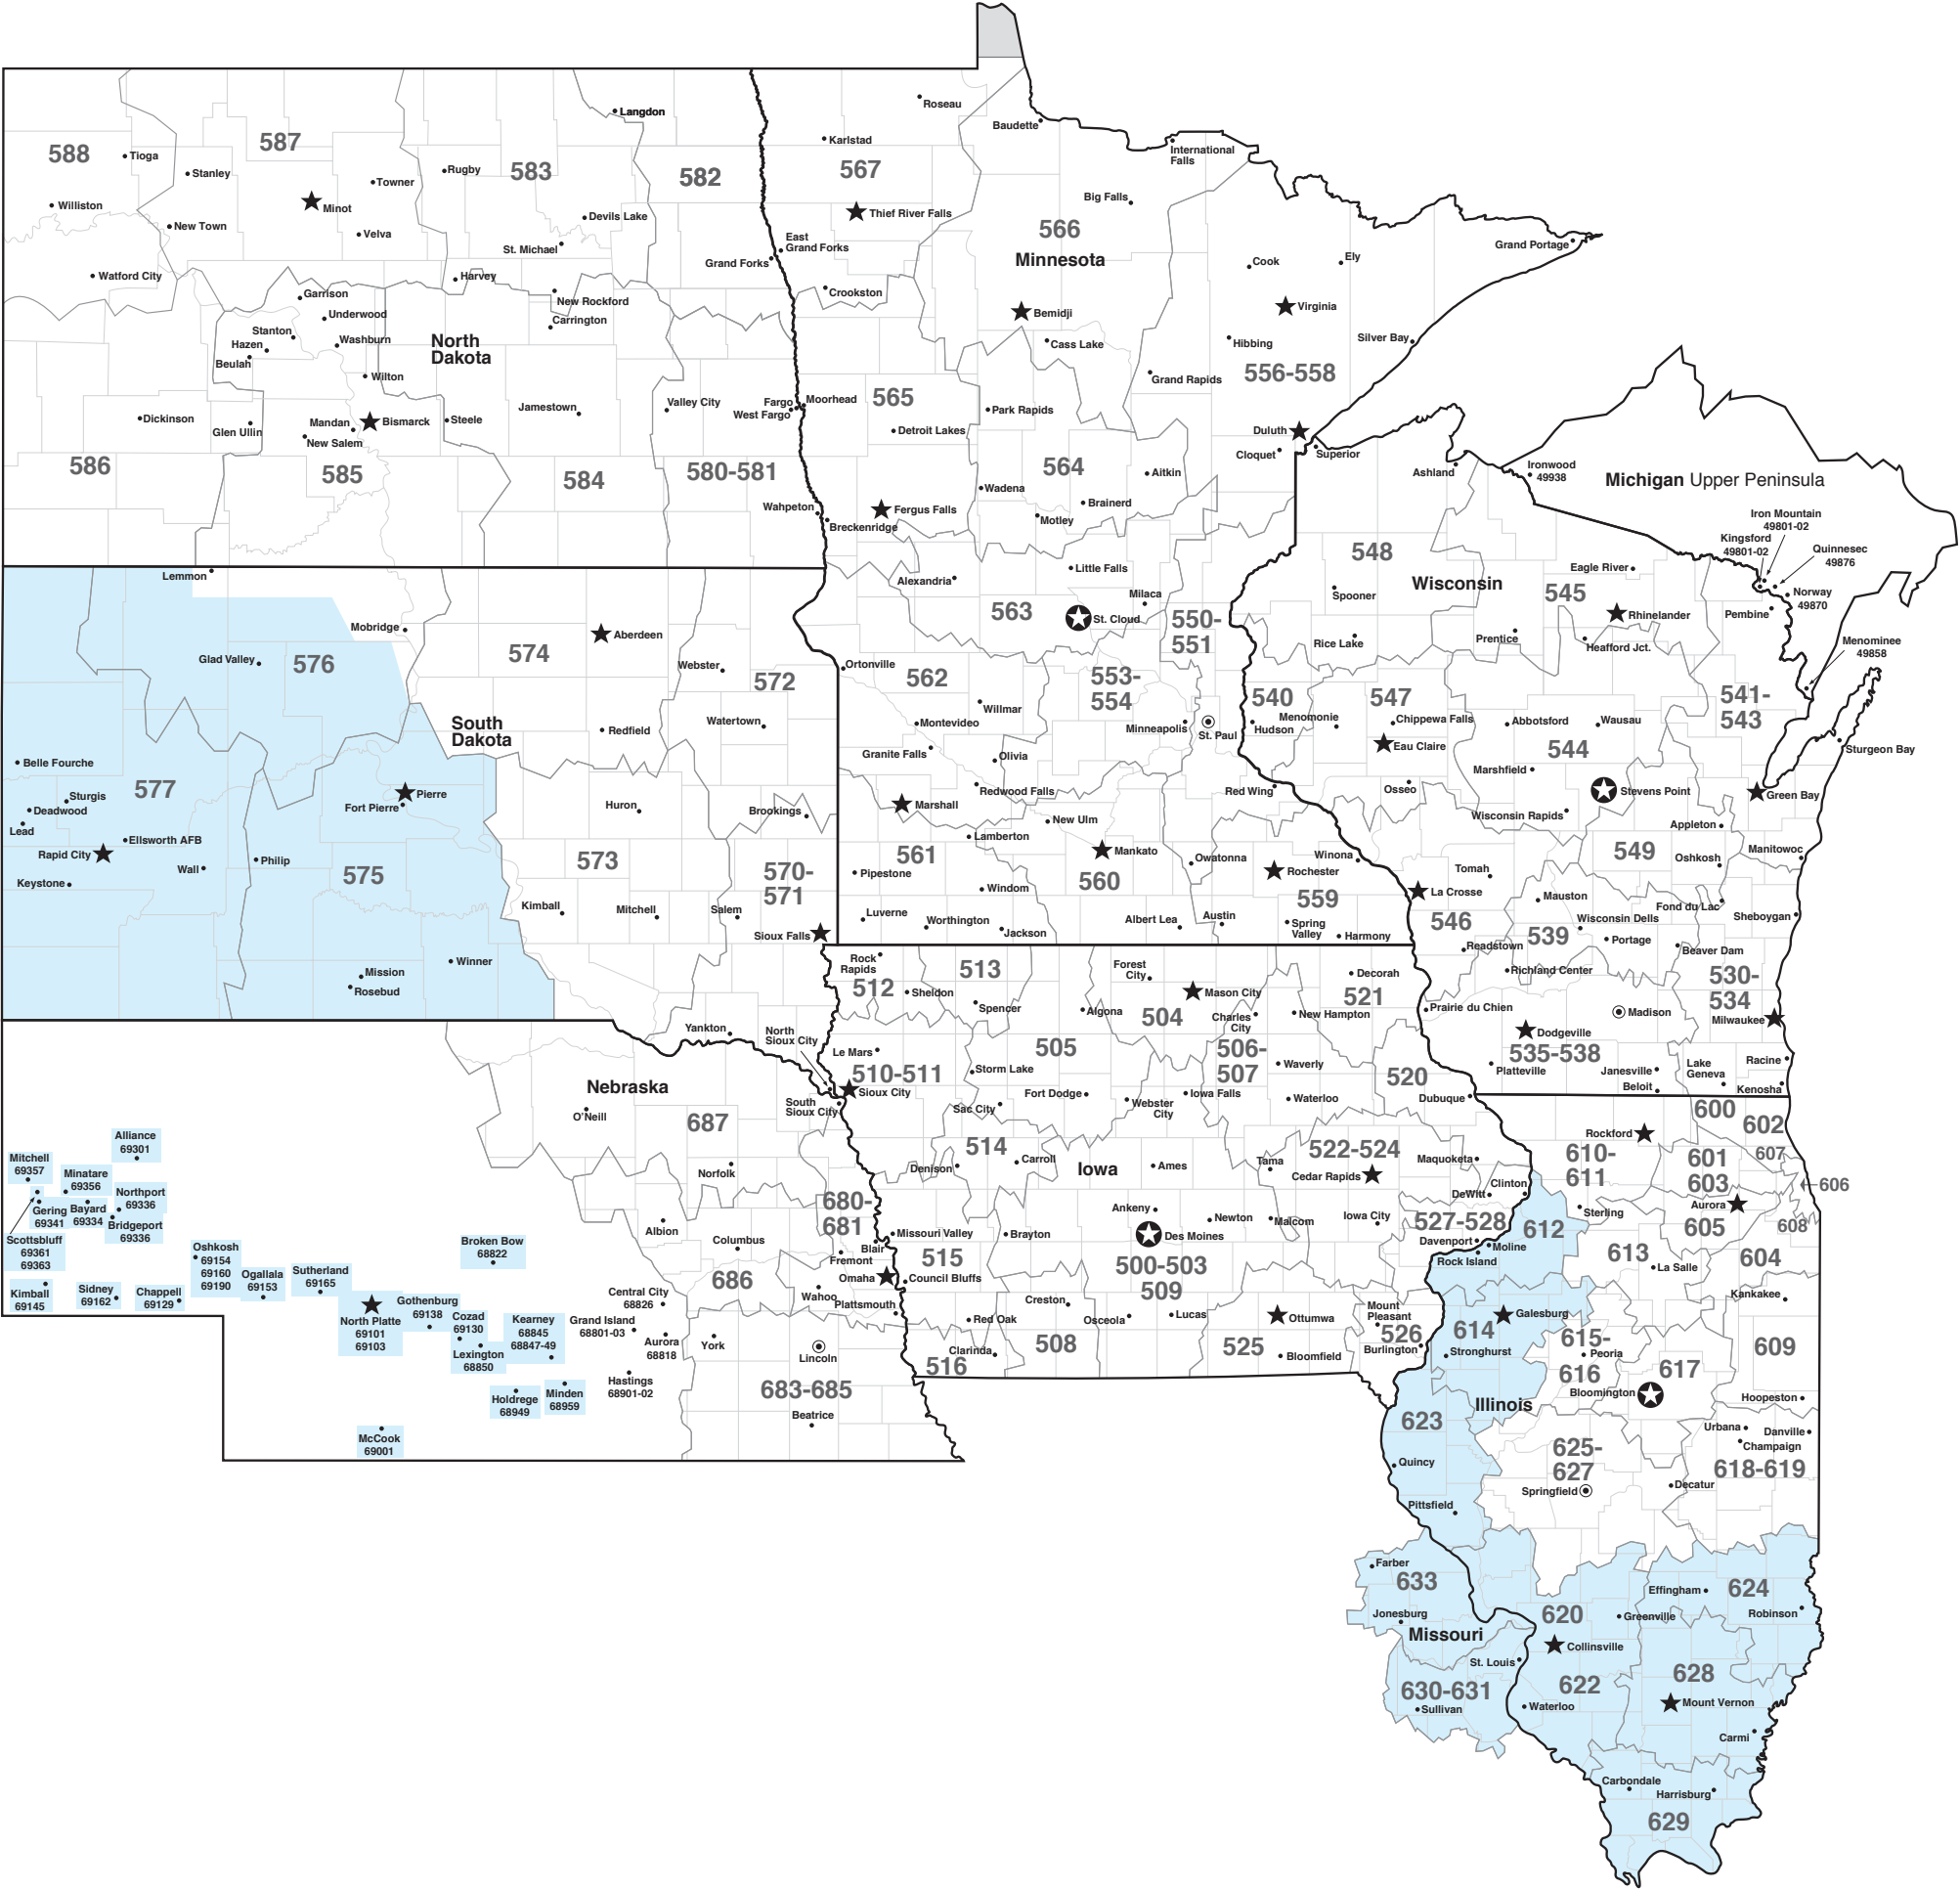 588
Tioga
Williston
Watford City
587
Stanley
Minot
Towner
New Town
Velva
583
Rugby
Langdon
Devils Lake
St. Michael
Harvey
New Rockford
Carrington
582
Grand Forks
Garrison
Underwood
Stanton
Hazen
Washburn
Beulah
Wilton
North
Dakota
Dickinson
Glen Ullin
Mandan
Bismarck
New Salem
Steele
Jamestown
Valley City
Fargo
West Fargo
586
585
584
580-581
Wahpeton
Roseau
Karlstad
567
Thief River Falls
East
Grand Forks
Crookston
Baudette
International
Falls
Big Falls
566
Minnesota
Bemidji
Cass Lake
Cook
Ely
Grand Portage
Virginia
Hibbing
Silver Bay
Grand Rapids
556-558
Moorhead
565
Detroit Lakes
Park Rapids
564
Aitkin
Wadena
Brainerd
Motley
Fergus Falls
Breckenridge
Duluth
Cloquet
Superior
Alexandria
Little Falls
Milaca
563
St. Cloud
550-
551
Ortonville
562
553-
554
Willmar
Montevideo
Minneapolis
St. Paul
Granite Falls
Olivia
Redwood Falls
Red Wing
Marshall
New Ulm
Lamberton
561
Mankato
Owatonna
Rochester
Winona
Pipestone
560
Windom
559
Luverne
Worthington
Jackson
Albert Lea
Austin
Spring
Valley
Harmony
Lemmon
Mobridge
Glad Valley
576
574
Aberdeen
Webster
572
South
Dakota
Redfield
Watertown
Belle Fourche
577
Sturgis
Deadwood
Lead
Ellsworth AFB
Rapid City
Wall
Keystone
Pierre
Fort Pierre
Philip
575
Huron
Brookings
573
570-
571
Kimball
Mitchell
Salem
Sioux Falls
Winner
Mission
Rosebud
Yankton
North
Sioux City
Ashland
Ironwood
49938
Michigan Upper Peninsula
Iron Mountain
49801-02
Kingsford
49801-02
Quinnesec
49876
Norway
49870
Menominee
49858
548
Wisconsin
Eagle River
545
Spooner
Rhinelander
Pembine
Rice Lake
Prentice
Heafford Jct.
540
547
541-
543
Hudson
Menomonie
Chippewa Falls
Eau Claire
Abbotsford
Wausau
544
Sturgeon Bay
Marshfield
Osseo
Stevens Point
Green Bay
Wisconsin Rapids
Appleton
549
Manitowoc
Oshkosh
Tomah
La Crosse
Mauston
Fond du Lac
Sheboygan
546
Wisconsin Dells
539
Portage
Readstown
Beaver Dam
Richland Center
530-
534
Prairie du Chien
Madison
Milwaukee
Dodgeville
535-538
Platteville
Janesville
Beloit
Lake
Geneva
Racine
Kenosha
Rock
Rapids
512
Sheldon
513
Spencer
Forest
City
Mason City
Algona
504
Charles
City
Decorah
521
New Hampton
Le Mars
510-511
Sioux City
505
Storm Lake
506-
507
Waverly
520
Dubuque
Sac City
Fort Dodge
Webster
City
Iowa Falls
Waterloo
514
Denison
Carroll
Iowa
Ames
Tama
522-524
Cedar Rapids
Maquoketa
DeWitt
Clinton
Ankeny
Newton
Malcom
Iowa City
527-528
Davenport
Missouri Valley
Brayton
Des Moines
515
500-503
509
Council Bluffs
Creston
Osceola
Lucas
Ottumwa
Mount
Pleasant
Red Oak
526
Burlington
Clarinda
516
508
525
Bloomfield
Nebraska
O'Neill
687
South
Sioux City
Norfolk
680-
681
Albion
Columbus
Blair
Fremont
686
Omaha
Wahoo
Plattsmouth
Central City
68826
Grand Island
68801-03
Aurora
68818
York
Lincoln
Hastings
68901-02
683-685
Beatrice
Alliance
69301
Mitchell
69357
Minatare
69356
Northport
69336
Gering
69341
Bayard
69334
Bridgeport
69336
Scottsbluff
69361
69363
Kimball
69145
Sidney
69162
Chappell
69129
Oshkosh
69154
69160
69190
Ogallala
69153
Sutherland
69165
Broken Bow
68822
North Platte
69101
69103
Gothenburg
69138
Cozad
69130
Lexington
68850
Kearney
68845
68847-49
Holdrege
68949
Minden
68959
McCook
69001
600
602
Rockford
610-
611
601
603
607
606
Aurora
605
608
Sterling
612
Moline
Rock Island
613
La Salle
604
Kankakee
Galesburg
614
Stronghurst
615-
Peoria
616
617
Bloomington
609
Hoopeston
Illinois
623
Quincy
Pittsfield
625-
627
Springfield
Decatur
Urbana
Danville
Champaign
618-619
Farber
633
Jonesburg
Missouri
St. Louis
630-631
Sullivan
620
Greenville
Collinsville
622
Waterloo
Effingham
624
Robinson
628
Mount Vernon
Carmi
Carbondale
Harrisburg
629